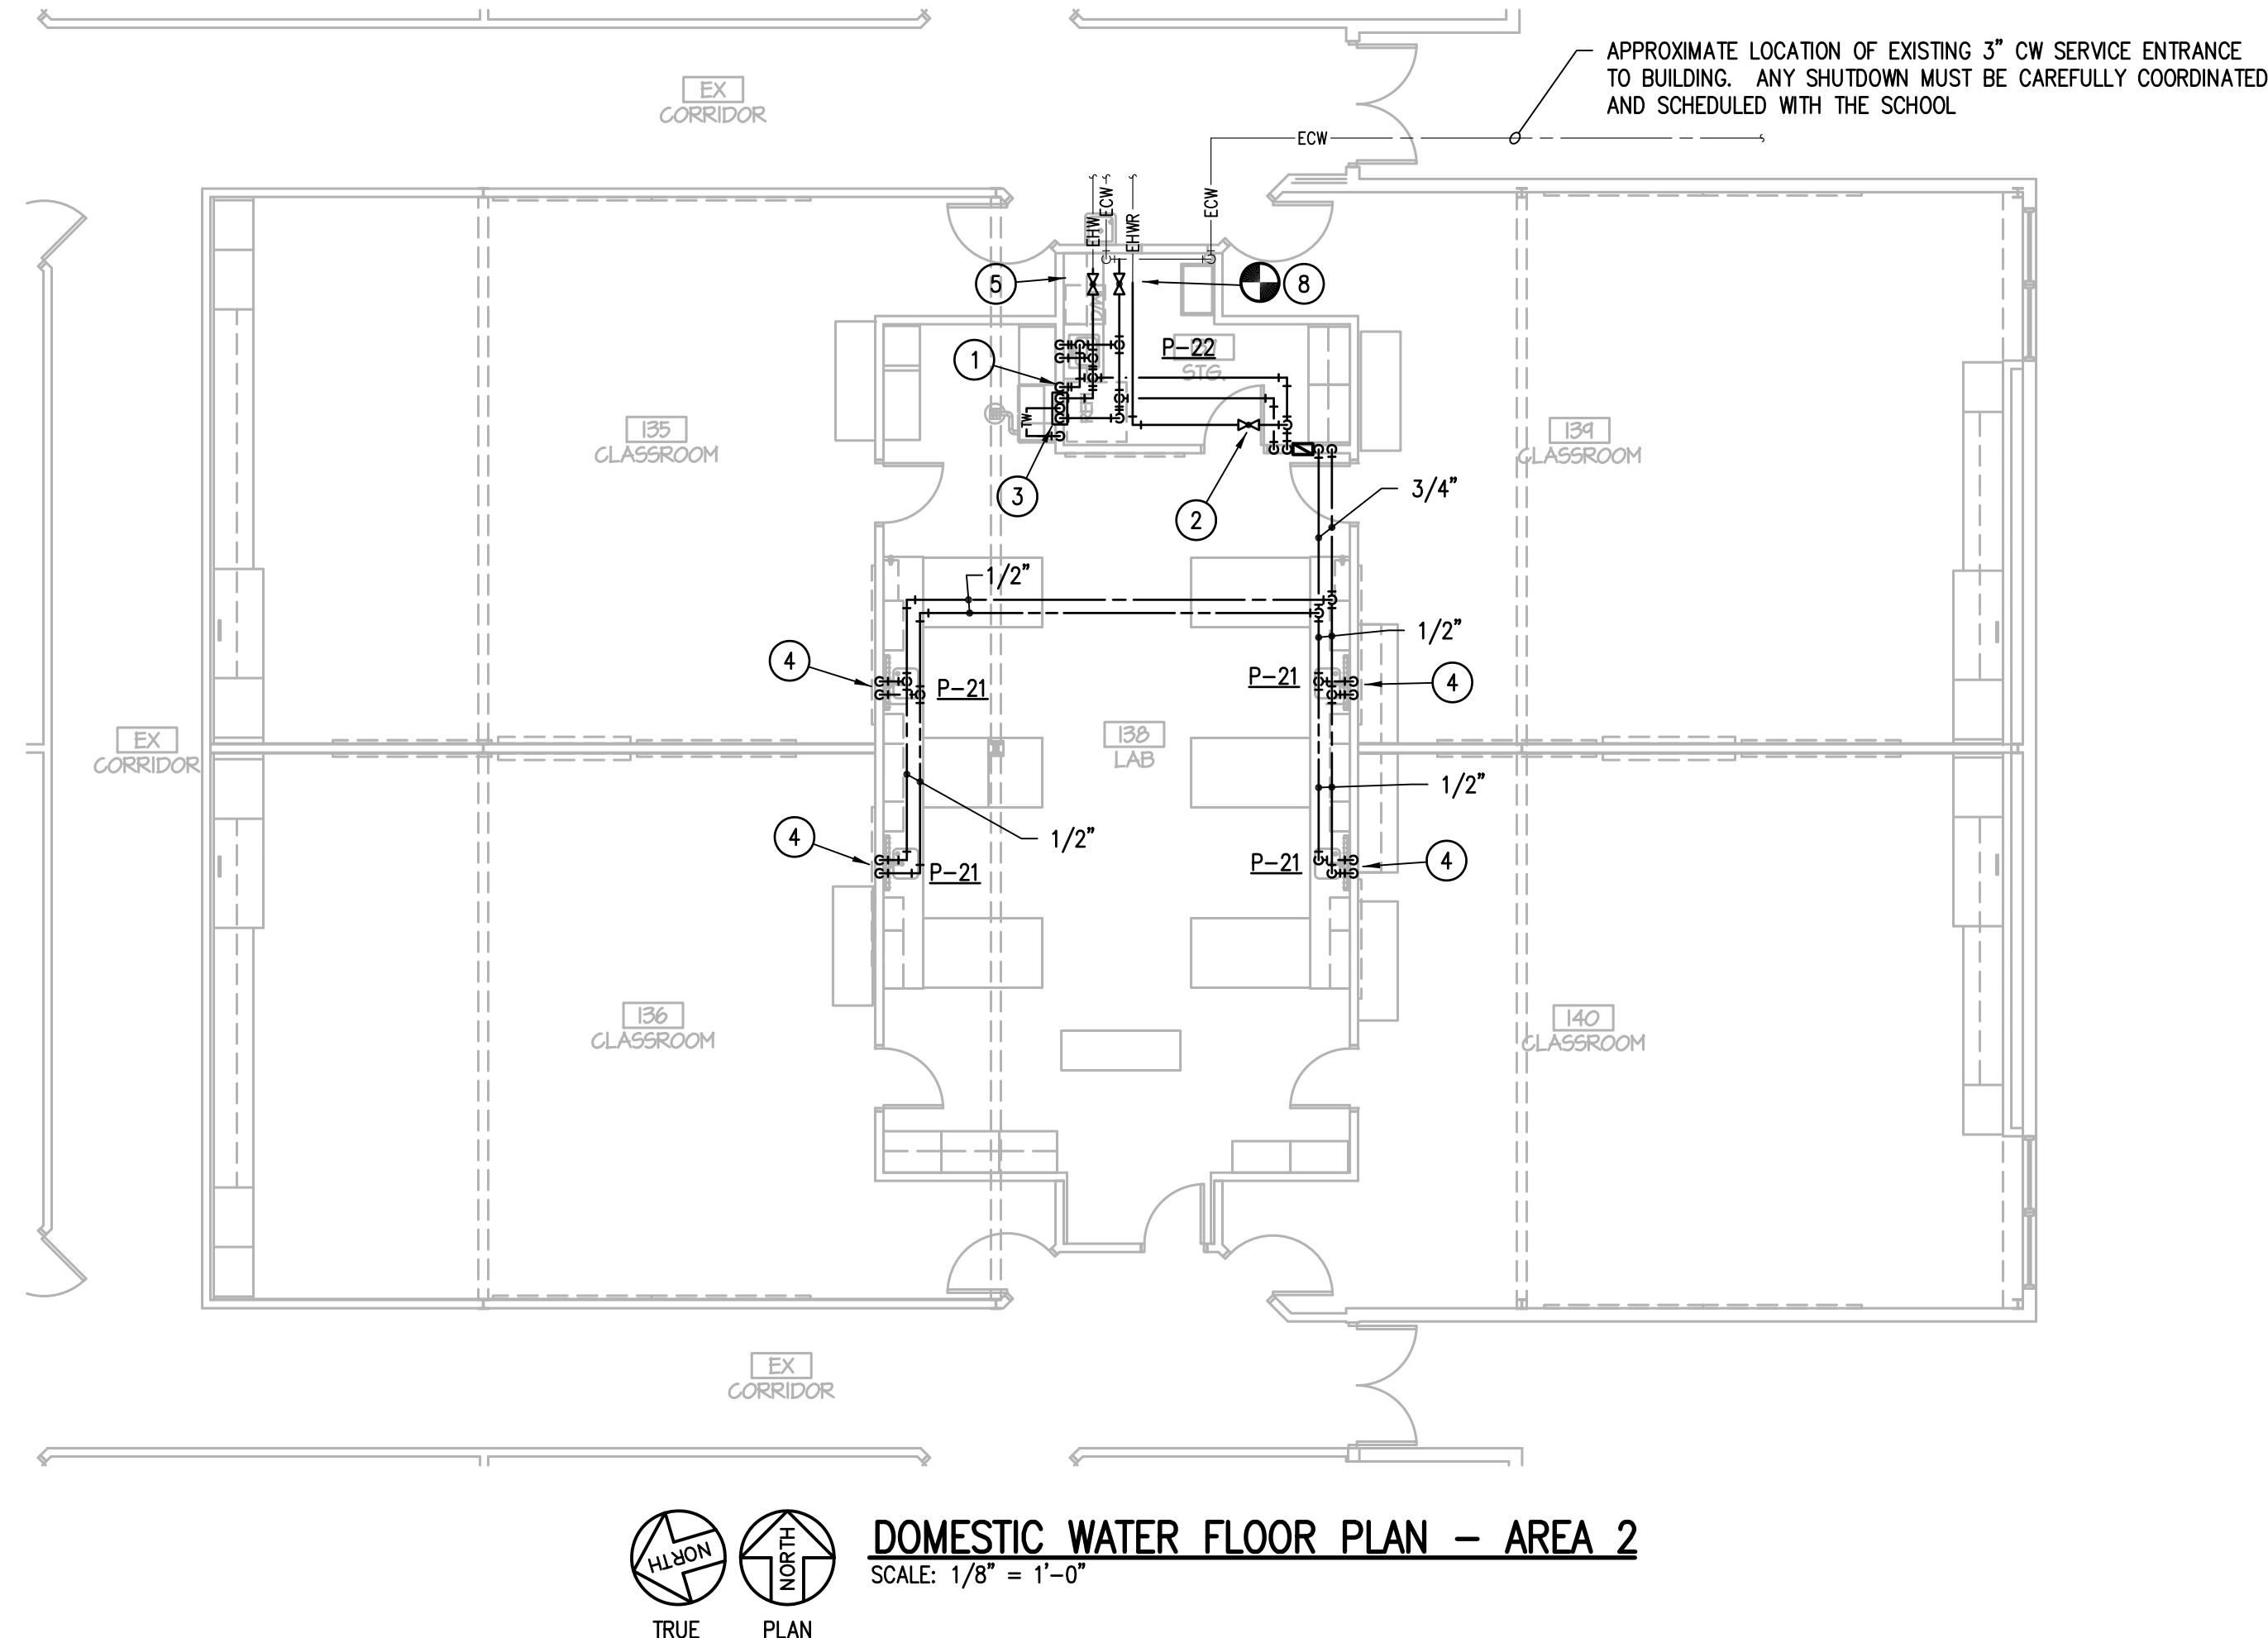 APPROXIMATE LOCATION OF EXISTING 3" CW SERVICE ENTRANCE
TO BUILDING.  ANY SHUTDOWN MUST BE CAREFULLY COORDINATED
AND SCHEDULED WITH THE SCHOOL
EX
CORRIDOR
ECW
EHW
ECW
EHWR
ECW
5
8
DW
1
P-22
STG.
TW
REF
3
2
135
CLASSROOM
139
CLASSROOM
3/4"
1/2"
1/2"
4
P-21
P-21
4
138
LAB
EX
CORRIDOR
1/2"
1/2"
4
P-21
P-21
4
136
CLASSROOM
140
CLASSROOM
EX
CORRIDOR
NORTH
NORTH
TRUE
PLAN
DOMESTIC WATER FLOOR PLAN - AREA 2
SCALE: 1/8" = 1'-0"